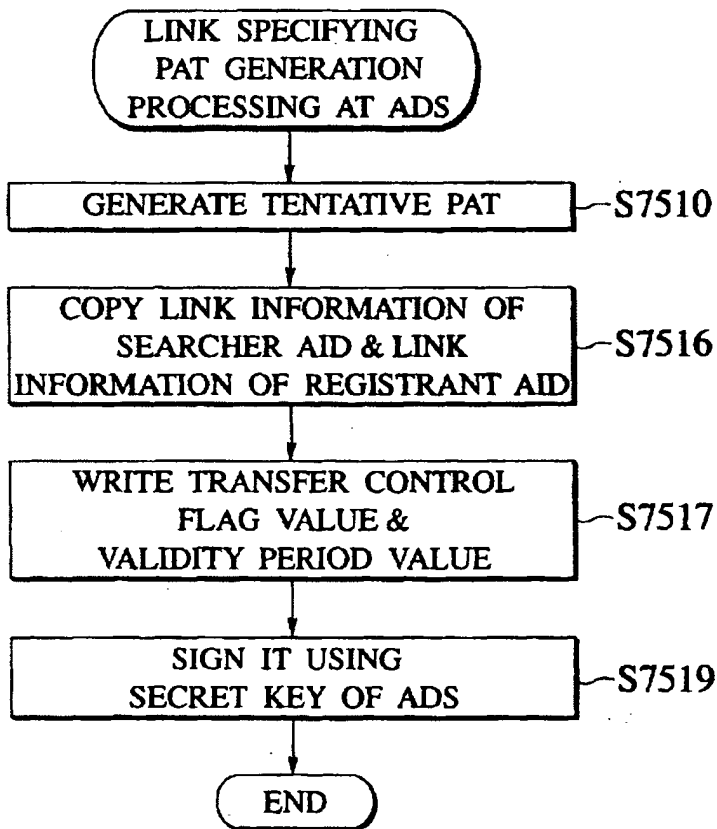 LINK SPECIFYING
PAT GENERATION
PROCESSING AT ADS
GENERATE TENTATIVE PAT
S7510
COPY LINK INFORMATION OF
SEARCHER AID & LINK
INFORMATION OF REGISTRANT AID
S7516
WRITE TRANSFER CONTROL
FLAG VALUE &
VALIDITY PERIOD VALUE
S7517
SIGN IT USING
SECRET KEY OF ADS
S7519
END